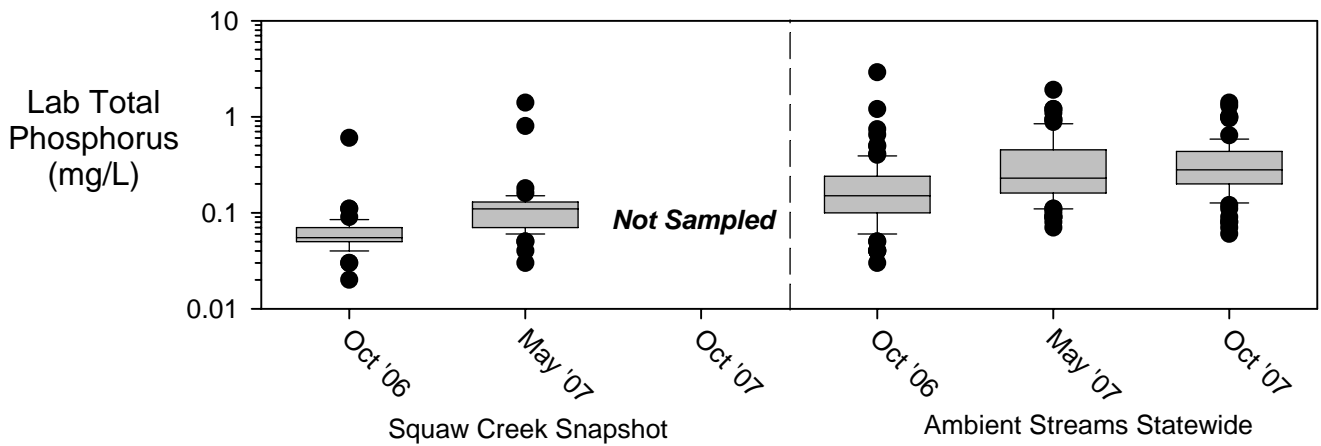 Lab Total
Phosphorus
(mg/L)
10
1
0.1
0.01
Not Sampled
Oct '06
May '07
Oct '07
Oct '06
May '07
Oct '07
Squaw Creek Snapshot
Ambient Streams Statewide